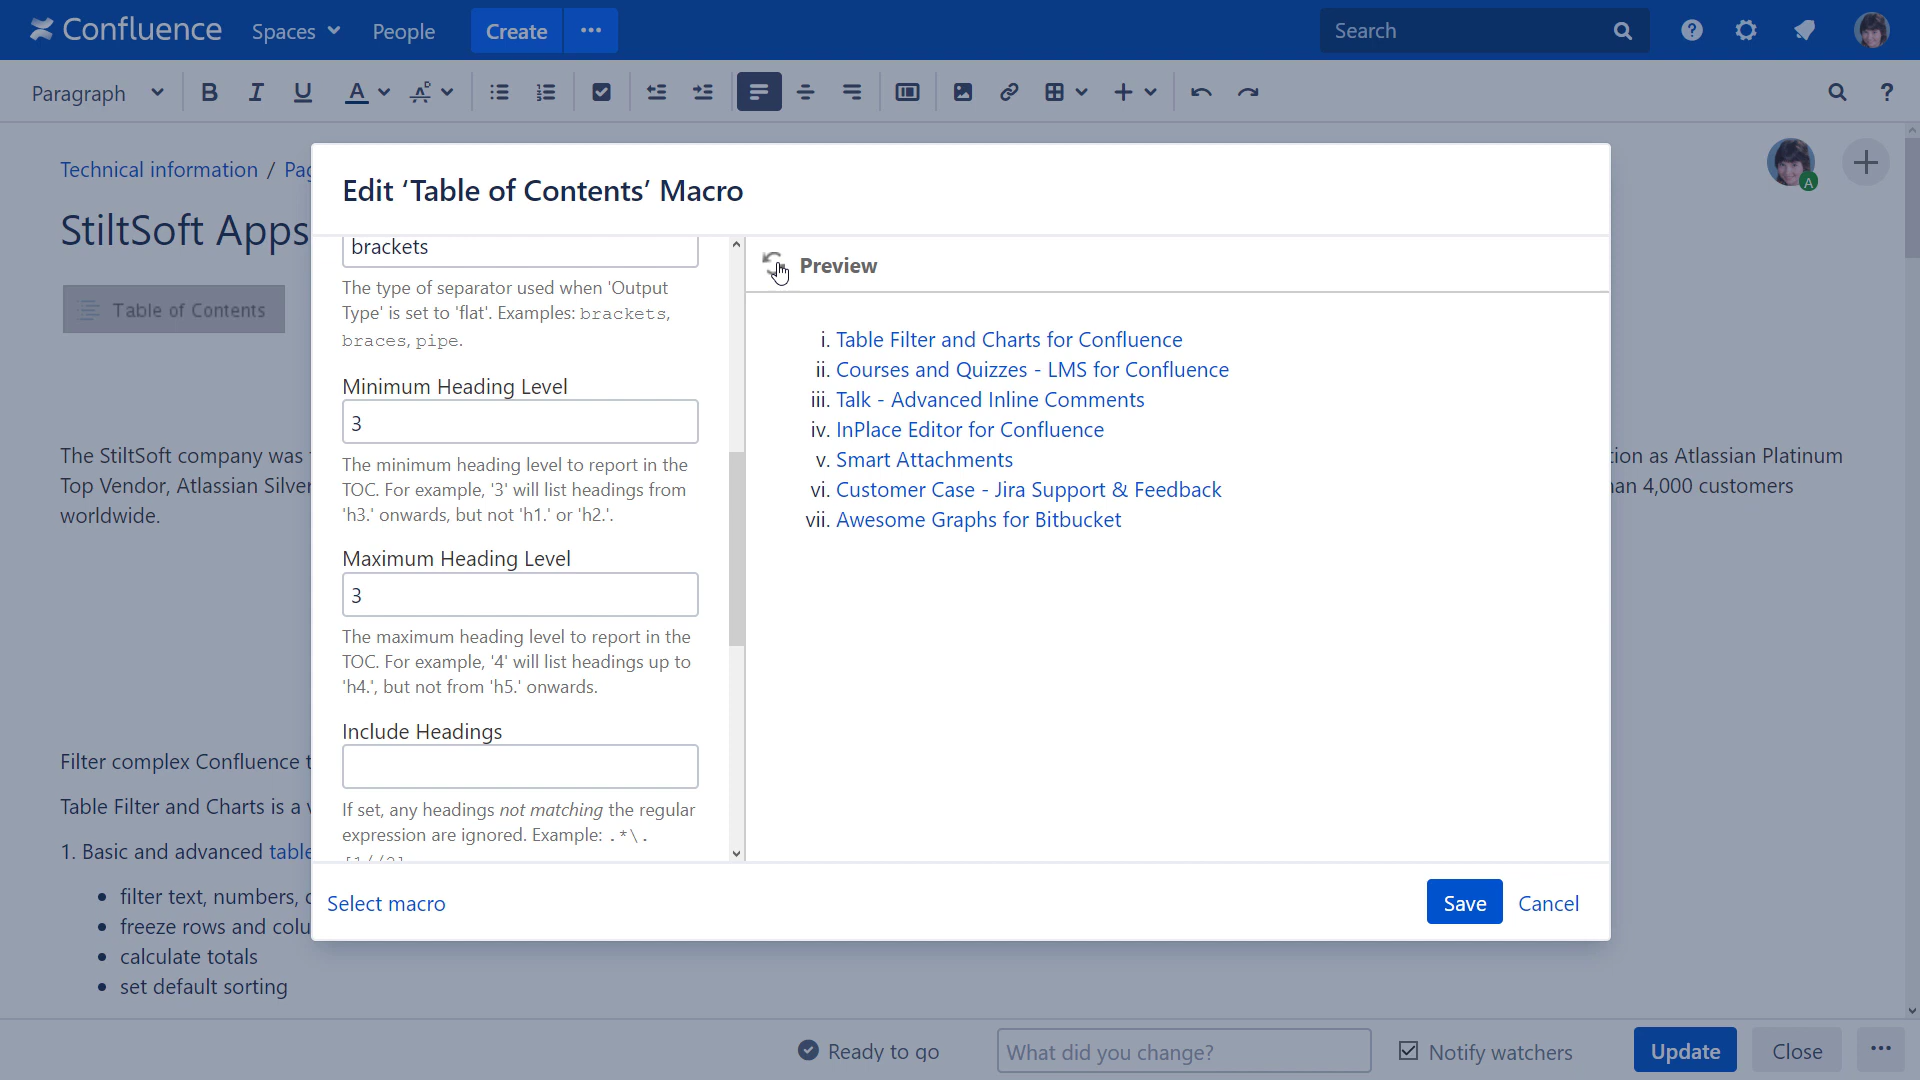 Confluence Spaces People Create ••• Search
Paragraph B I U A
Technical information /
StiltSoft Apps
Table of Contents
The StiltSoft company was
Top Vendor, Atlassian Silver
worldwide.
tion as Atlassian Platinum
an 4,000 customers
Filter complex Confluence
Table Filter and Charts is a
1. Basic and advanced table
• filter text, numbers,
• freeze rows and colu
• calculate totals
• set default sorting
Edit ‘Table of Contents’ Macro
brackets
The type of separator used when 'Output
Type' is set to 'flat'. Examples: brackets,
braces, pipe.
Minimum Heading Level
3
The minimum heading level to report in the
TOC. For example, '3' will list headings from
'h3.' onwards, but not 'h1.' or 'h2.'.
Maximum Heading Level
3
The maximum heading level to report in the
TOC. For example, '4' will list headings up to
'h4.', but not from 'h5.' onwards.
Include Headings
If set, any headings not matching the regular
expression are ignored. Example: .*\.
Preview
i. Table Filter and Charts for Confluence
ii. Courses and Quizzes - LMS for Confluence
iii. Talk - Advanced Inline Comments
iv. InPlace Editor for Confluence
v. Smart Attachments
vi. Customer Case - Jira Support & Feedback
vii. Awesome Graphs for Bitbucket
Select macro
Save Cancel
Ready to go What did you change? Notify watchers Update Close •••